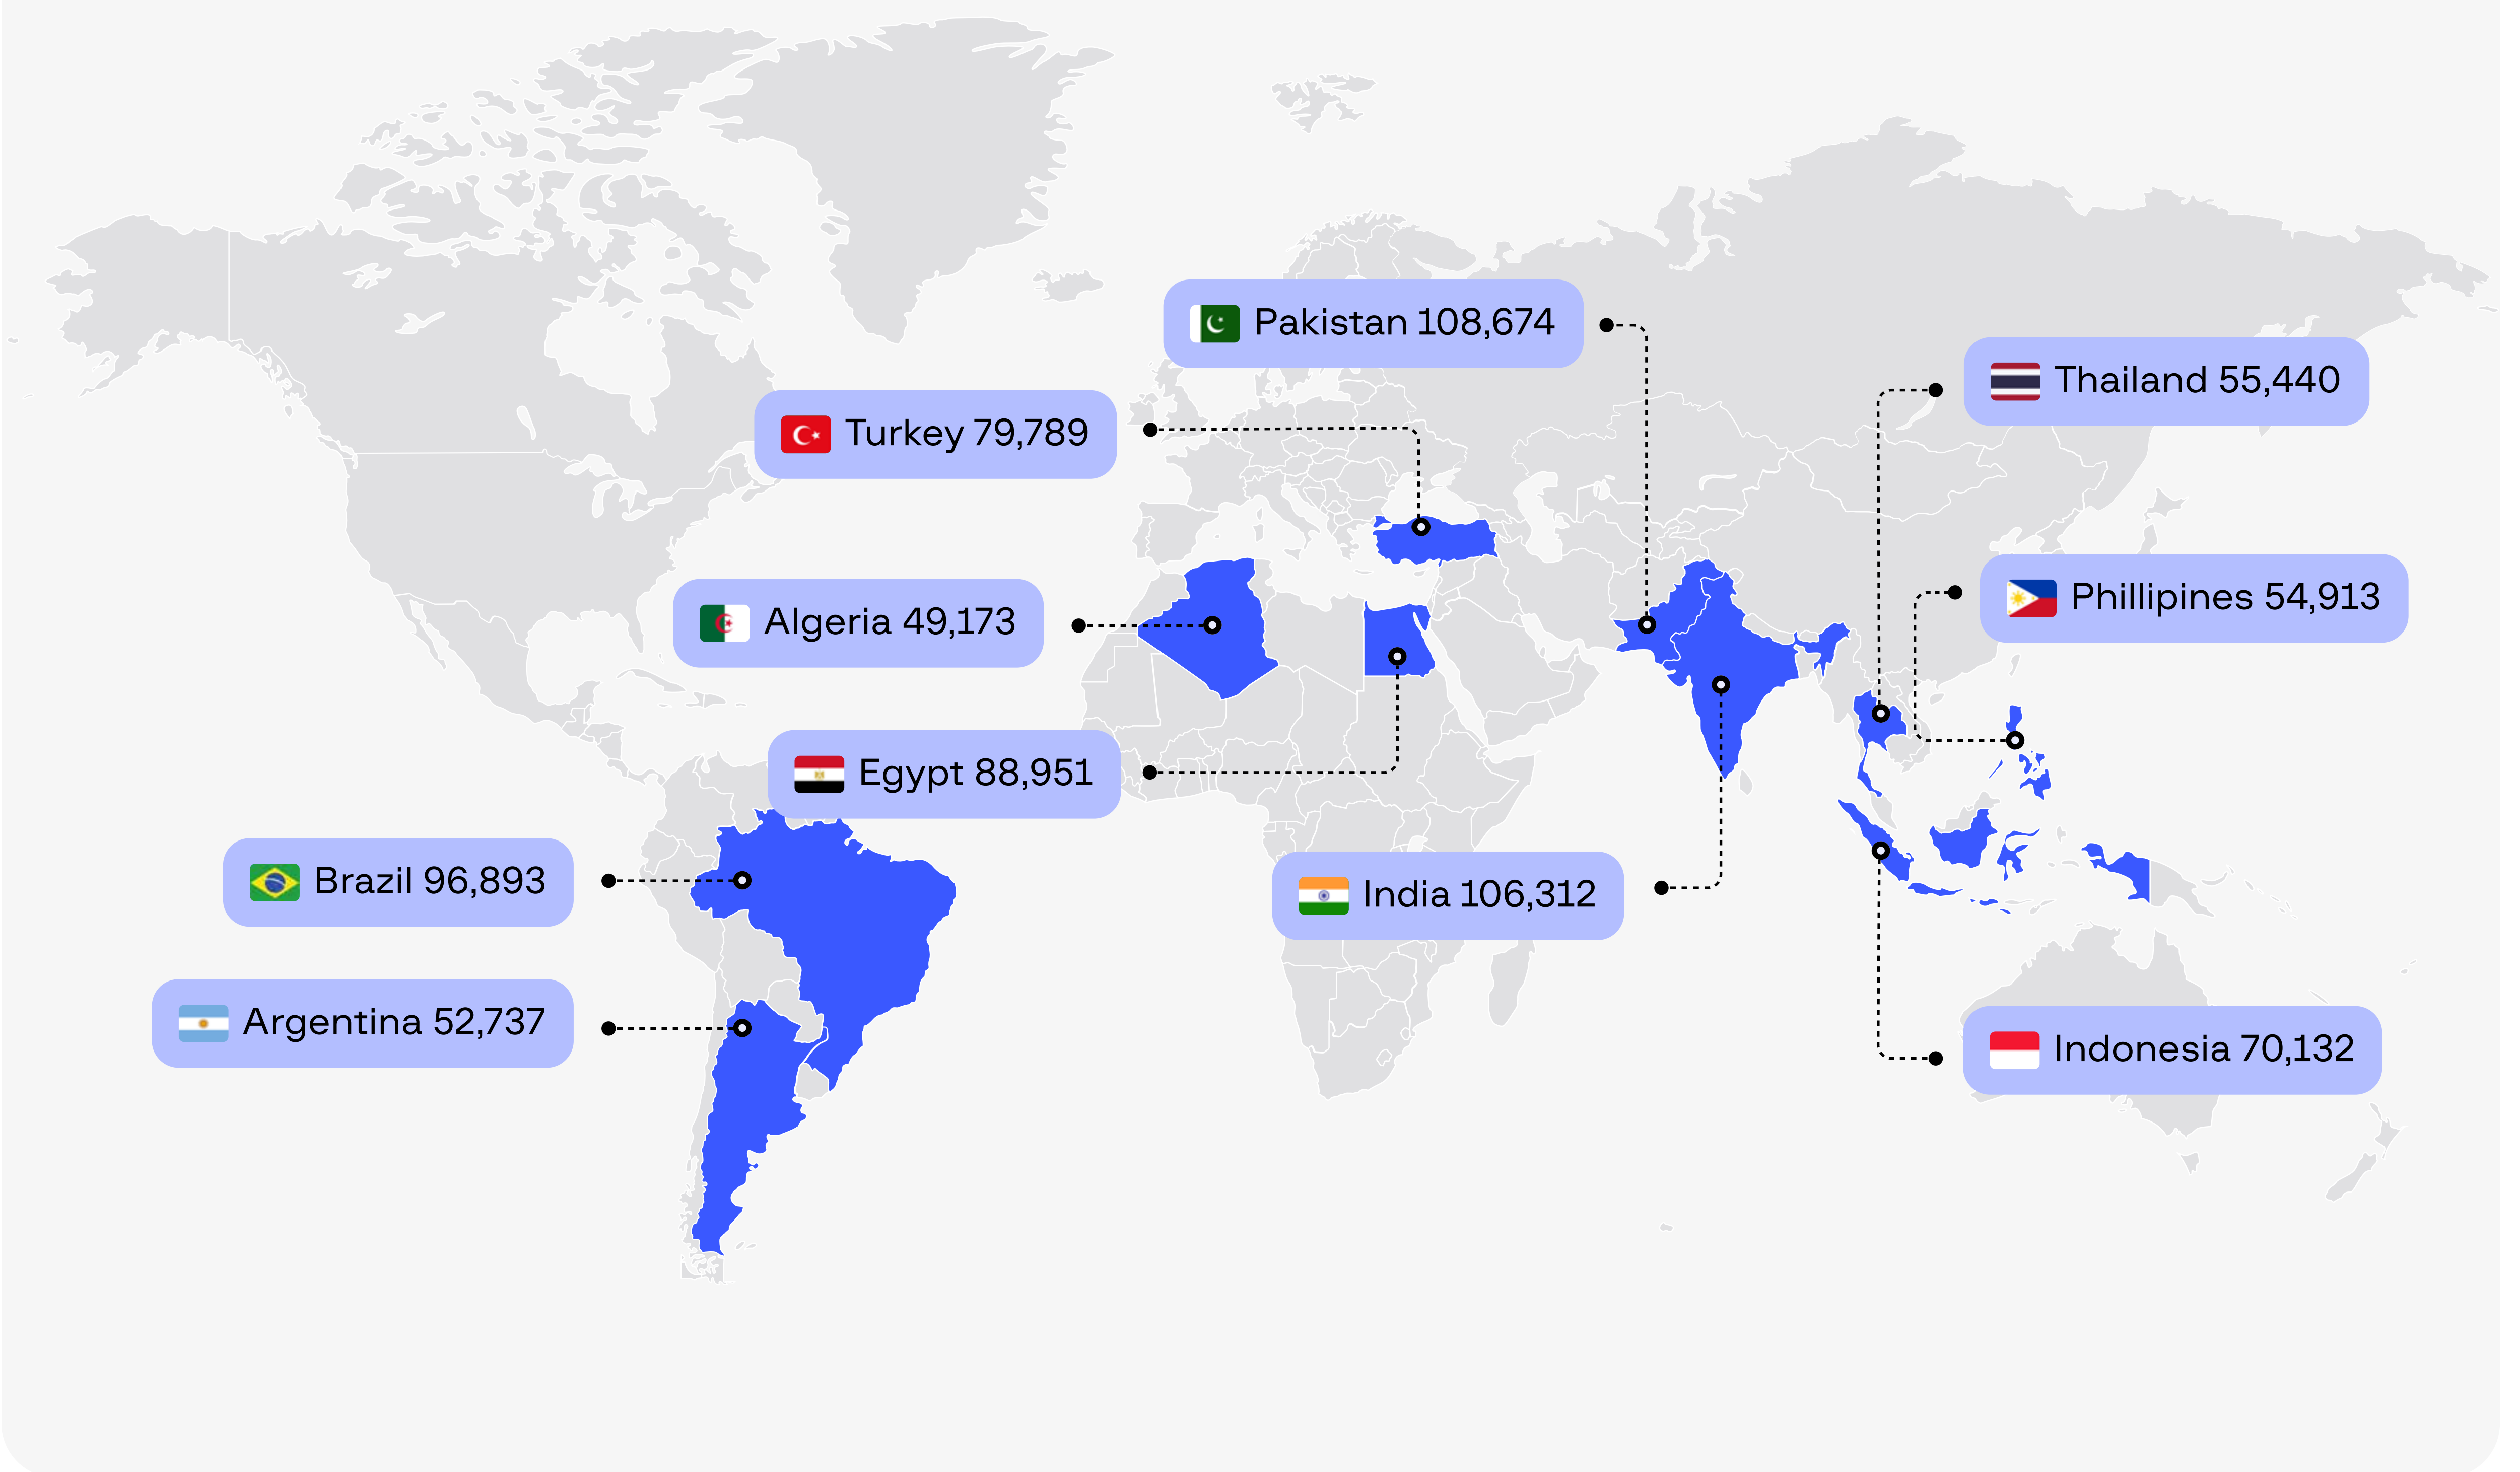 Pakistan 108,674
Thailand 55,440
Turkey 79,789
Phillipines 54,913
Algeria 49,173
Egypt 88,951
Brazil 96,893
India 106,312
Argentina 52,737
Indonesia 70,132